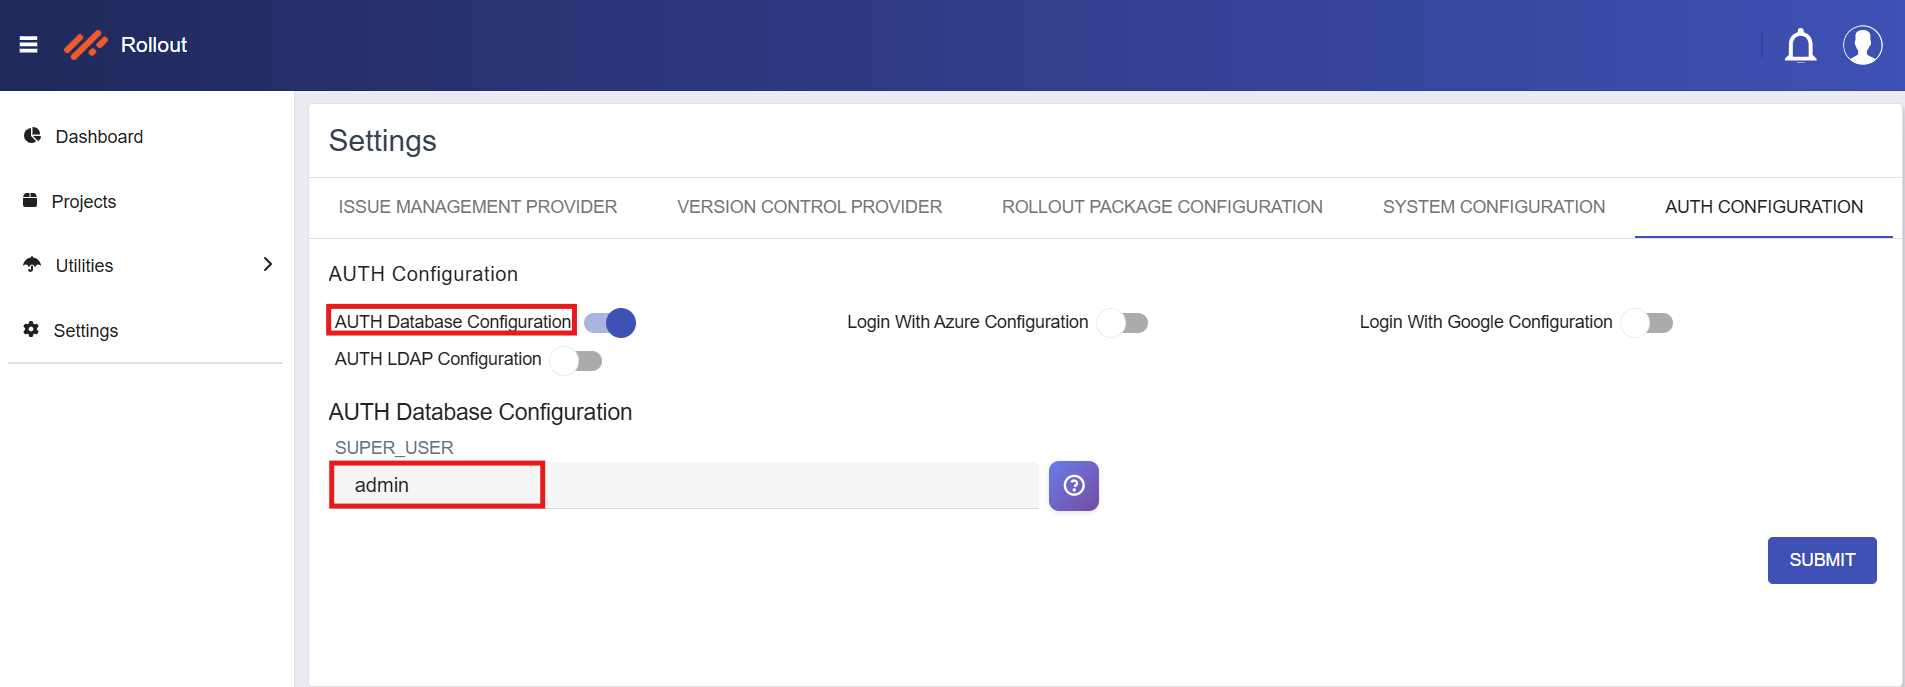 Rollout
Dashboard
Projects
Utilities
Settings
Settings
ISSUE MANAGEMENT PROVIDER VERSION CONTROL PROVIDER ROLLOUT PACKAGE CONFIGURATION SYSTEM CONFIGURATION AUTH CONFIGURATION
AUTH Configuration
AUTH Database Configuration Login With Azure Configuration Login With Google Configuration
AUTH LDAP Configuration
AUTH Database Configuration
SUPER_USER
admin
SUBMIT